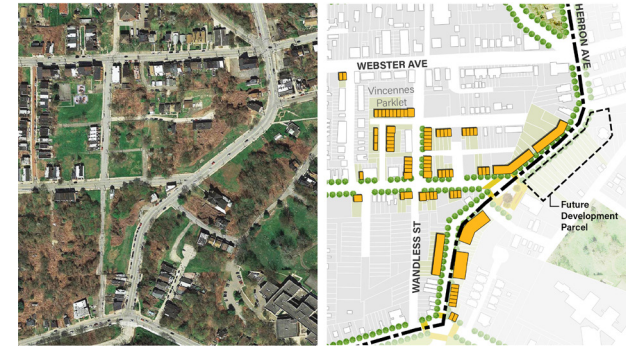 HERRON AVE
WEBSTER AVE
Vincennes
Parklet
Future
Development
Parcel
WANDLESS ST